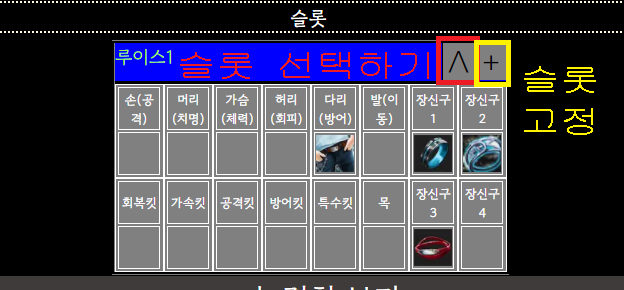 슬롯
루이스1 슬롯 선택하기 ∧ +
슬롯
고정
손(공격) 머리(치명) 가슴(체력) 허리(회피) 다리(방어) 발(이동) 장신구1 장신구2
회복킷 가속킷 공격킷 방어킷 특수킷 목 장신구3 장신구4